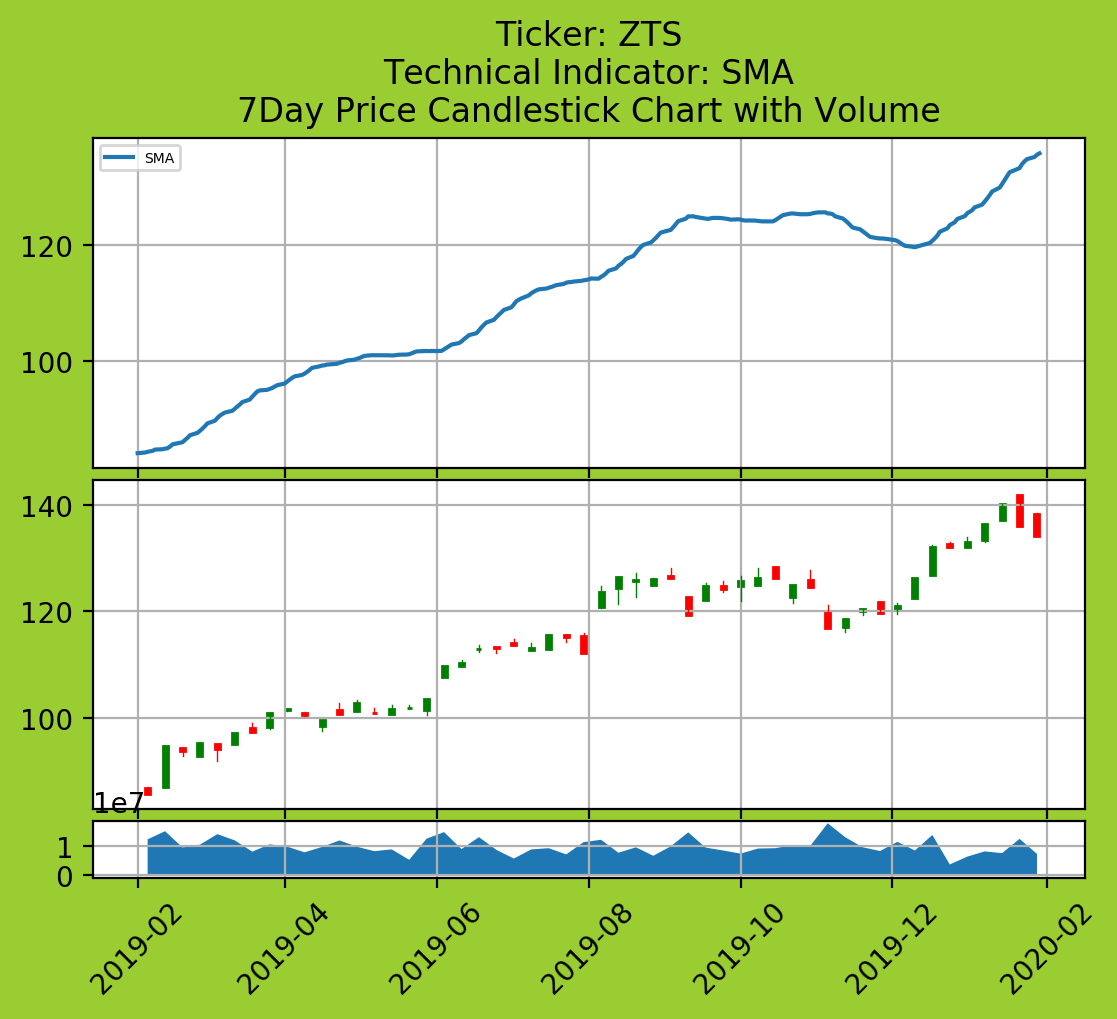 Ticker: ZTS
Technical Indicator: SMA
7Day Price Candlestick Chart with Volume
SMA
120
100
140
120
100
1e7
1
0
2019-02
2019-04
2019-06
2019-08
2019-10
2019-12
2020-02